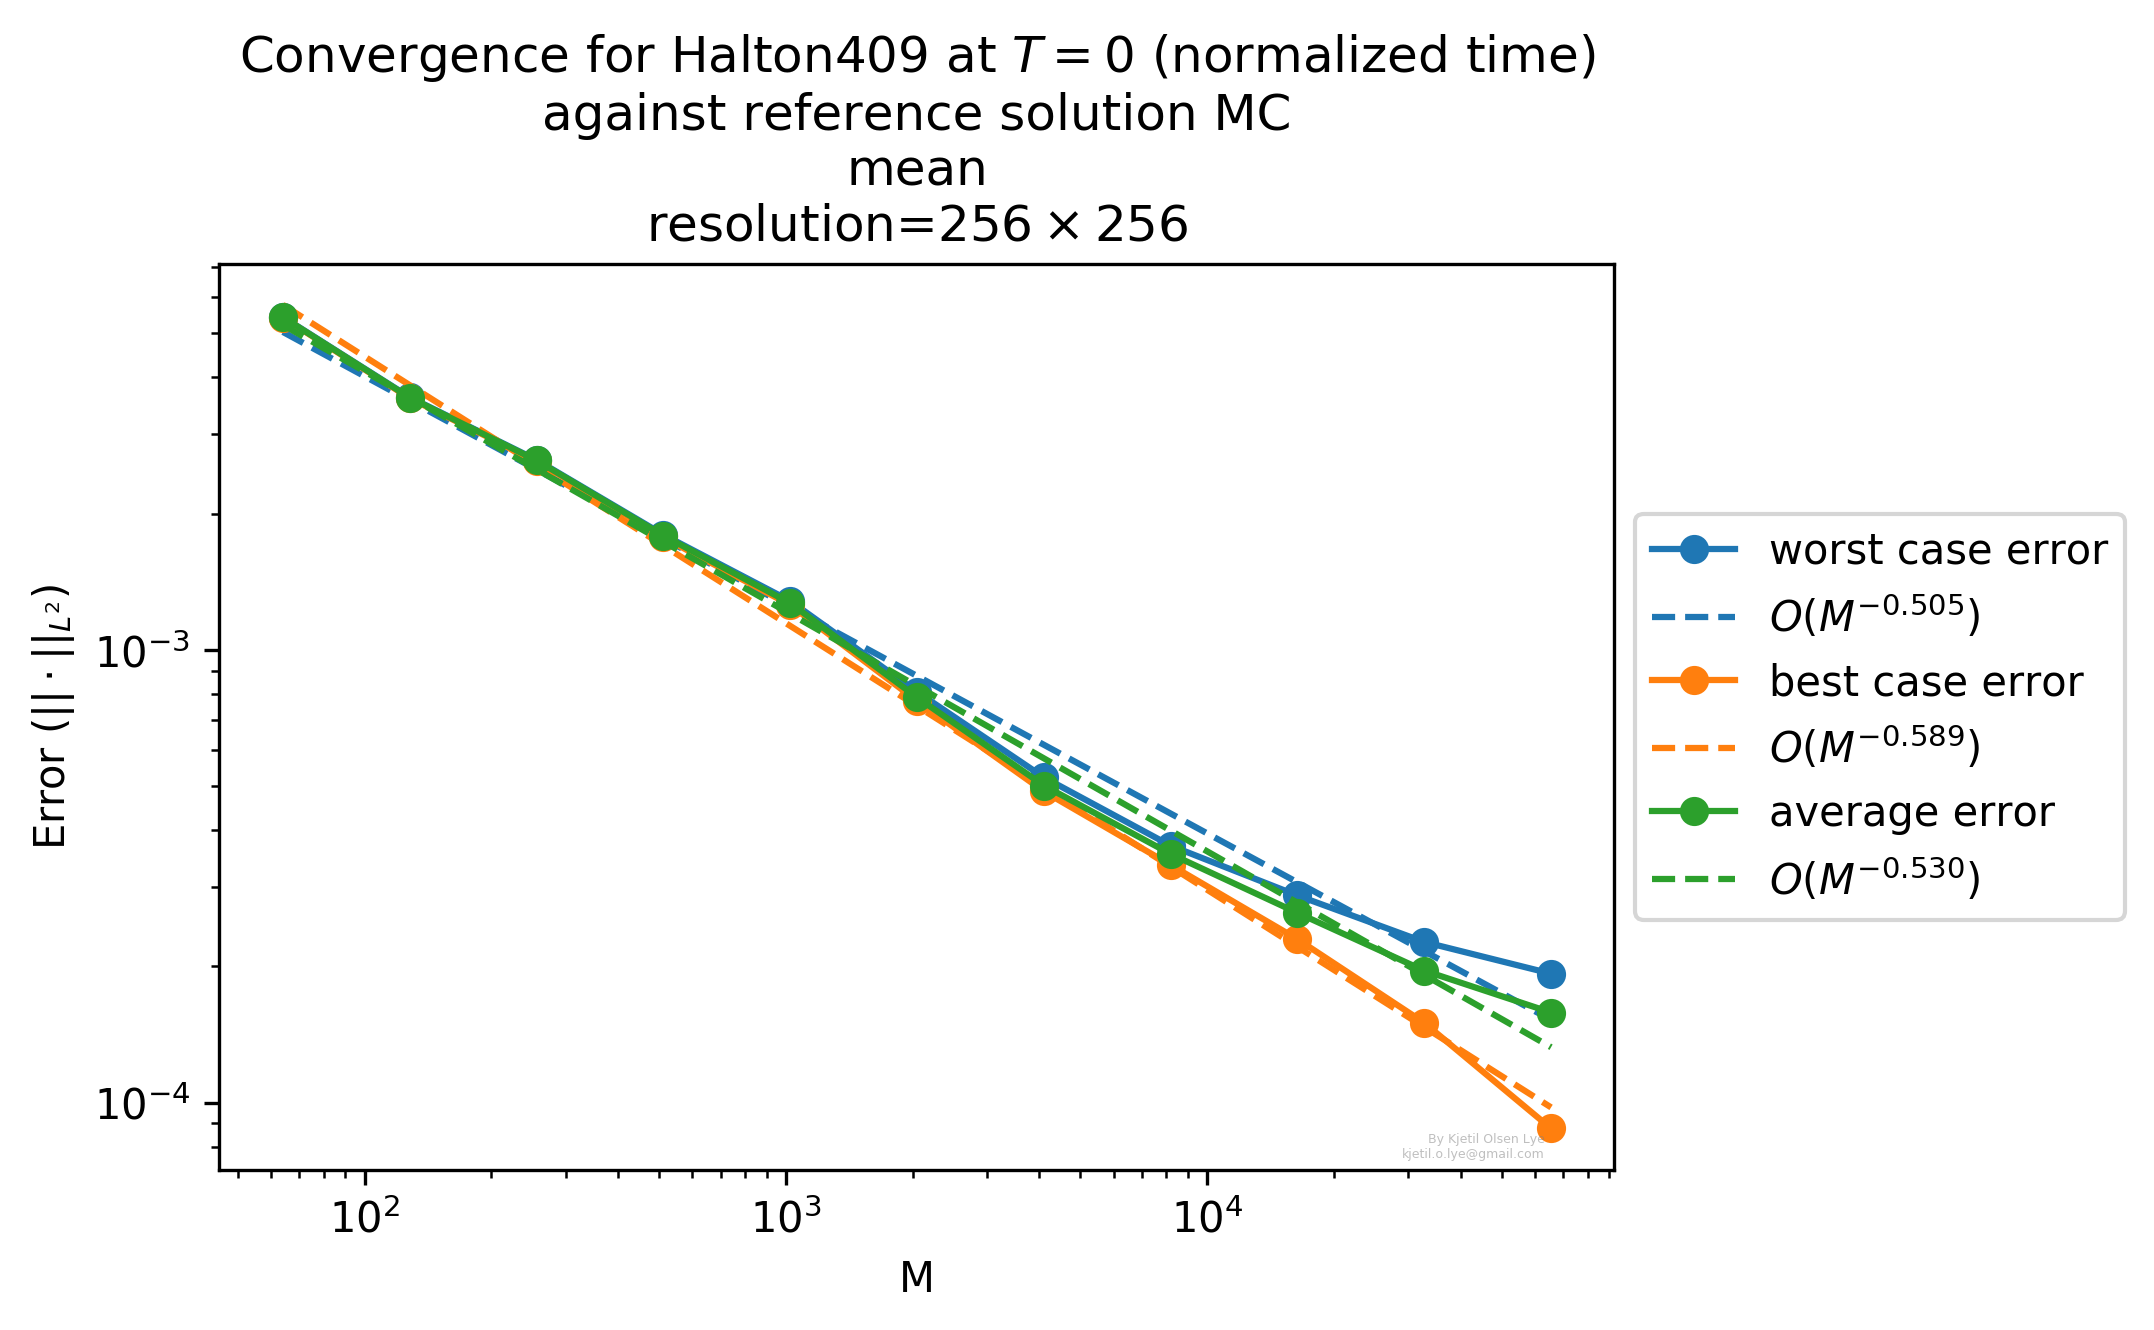 Convergence for Halton409 at T = 0 (normalized time)
against reference solution MC
mean
resolution=256 × 256
Error (|| · ||_{L^2})
10^{-3}
10^{-4}
10^2
10^3
10^4
M
worst case error
O(M^{-0.505})
best case error
O(M^{-0.589})
average error
O(M^{-0.530})
By Kjetil Olsen Lye
kjetil.o.lye@gmail.com